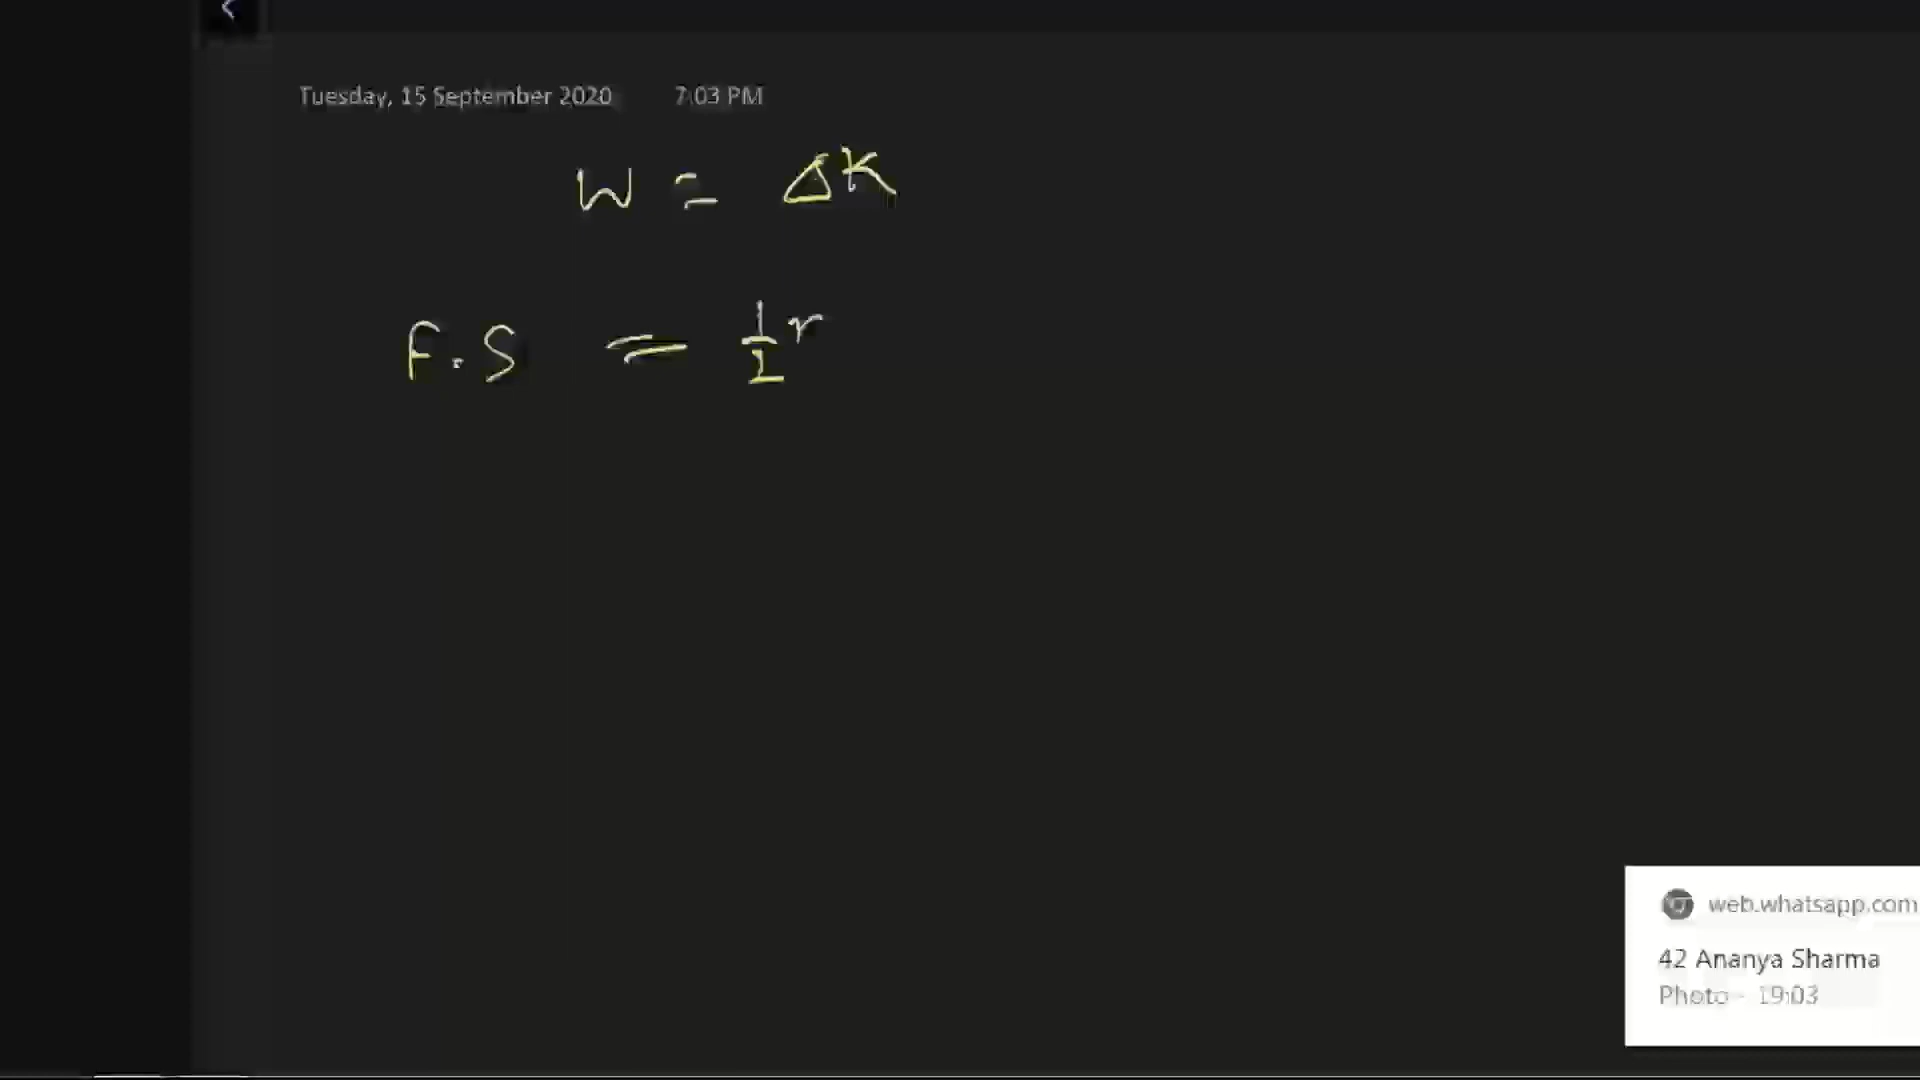 Tuesday, 15 September 2020 7:03 PM
W = ΔK
F.S = 1/2 r
web.whatsapp.com
42 Ananya Sharma
Photo - 19:03